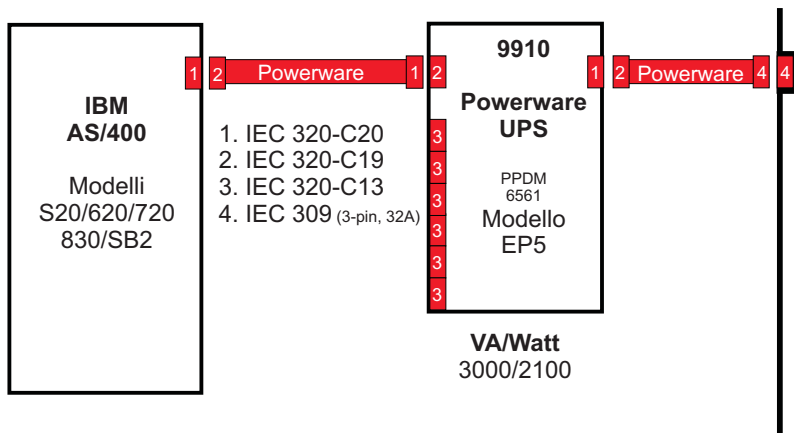 1 2 Powerware 1 2
IBM
AS/400
Modelli
S20/620/720
830/SB2
1. IEC 320-C20
2. IEC 320-C19
3. IEC 320-C13
4. IEC 309 (3-pin, 32A)
3
3
3
3
3
3
9910
Powerware
UPS
PPDM
6561
Modello
EP5
VA/Watt
3000/2100
1 2 Powerware 4 4